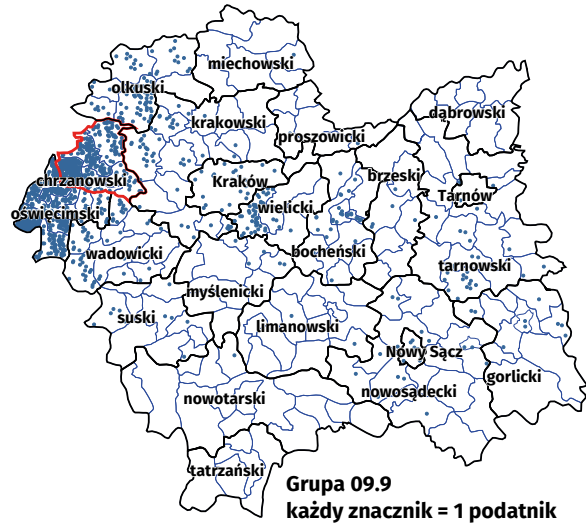 miechowski
olkuski
dąbrowski
krakowski
proszowicki
brzeski
chrzanowski
Kraków
Tarnów
oświęcimski
wielicki
wadowicki
bocheński
tarnowski
myślenicki
suski
limanowski
Nowy Sącz
gorlicki
nowotarski
nowosądecki
tatrzański
Grupa 09.9
każdy znacznik = 1 podatnik